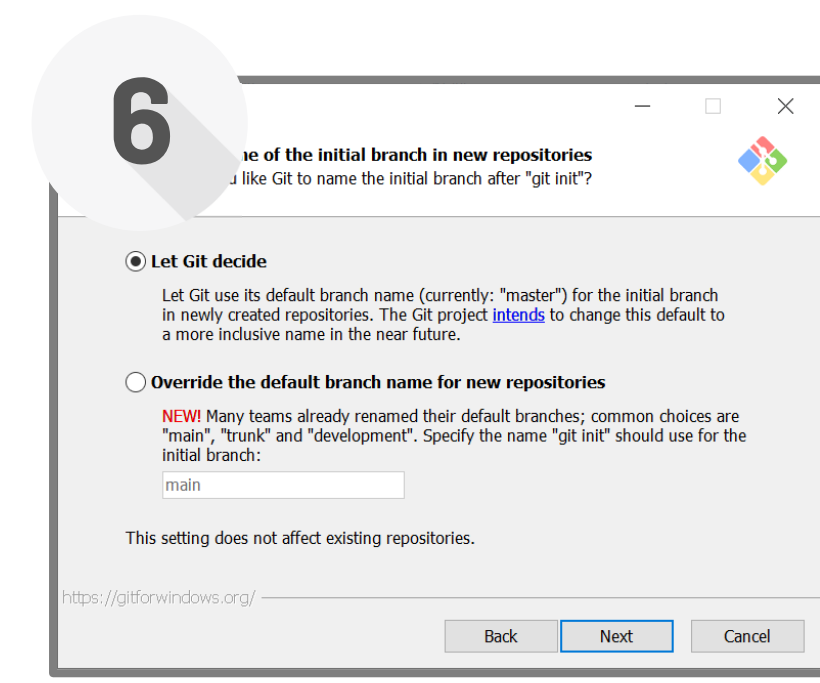 6
of the initial branch in new repositories
like Git to name the initial branch after "git init"?
Let Git decide
Let Git use its default branch name (currently: "master") for the initial branch
in newly created repositories. The Git project intends to change this default to
a more inclusive name in the near future.
Override the default branch name for new repositories
NEW! Many teams already renamed their default branches; common choices are
"main", "trunk" and "development". Specify the name "git init" should use for the
initial branch:
main
This setting does not affect existing repositories.
https://gitforwindows.org/
Back
Next
Cancel